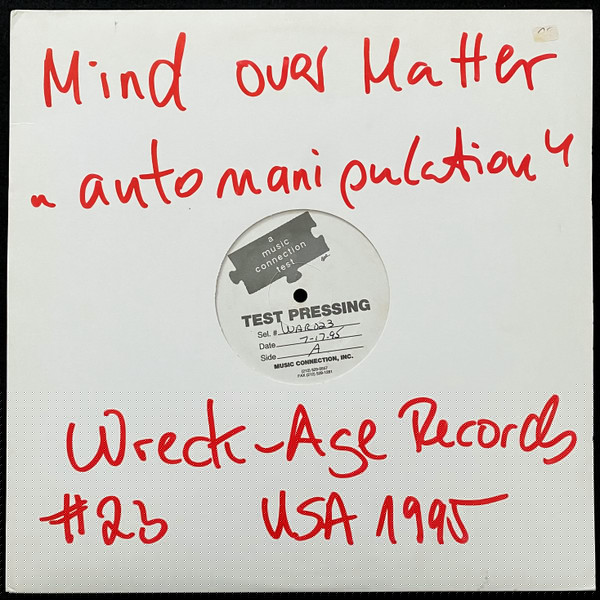 Mind over Matter
„automanipulation"
a
music
connection
test
TEST PRESSING
Sel. # WAR023
Date 7-17-95
Side A
MUSIC CONNECTION, INC.
Wreck-Age Records
#23 USA 1995